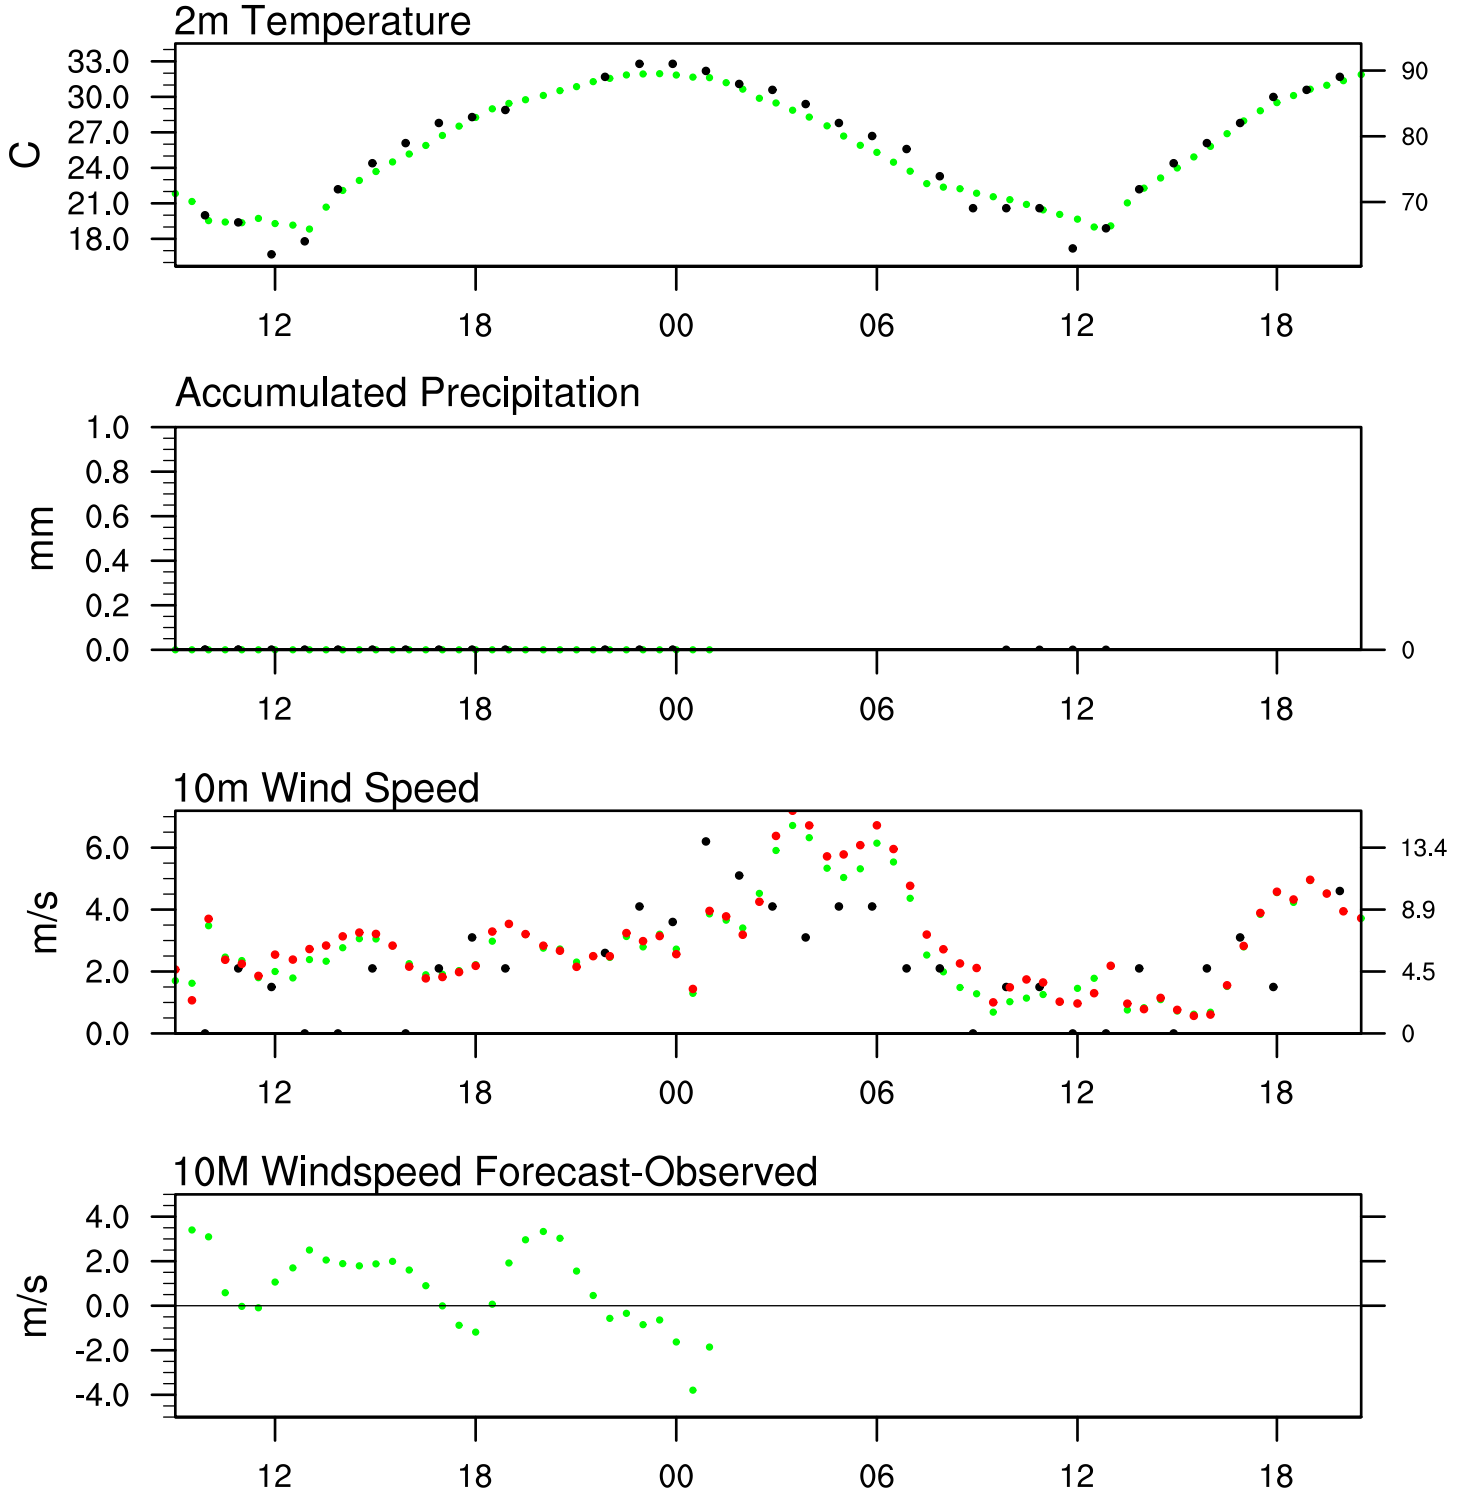 2m Temperature
33.0
30.0
27.0
24.0
21.0
18.0
C
90
80
70
12 18 00 06 12 18
Accumulated Precipitation
1.0
0.8
0.6
0.4
0.2
0.0
mm
0
12 18 00 06 12 18
10m Wind Speed
6.0
4.0
2.0
0.0
m/s
13.4
8.9
4.5
0
12 18 00 06 12 18
10M Windspeed Forecast-Observed
4.0
2.0
0.0
-2.0
-4.0
m/s
12 18 00 06 12 18